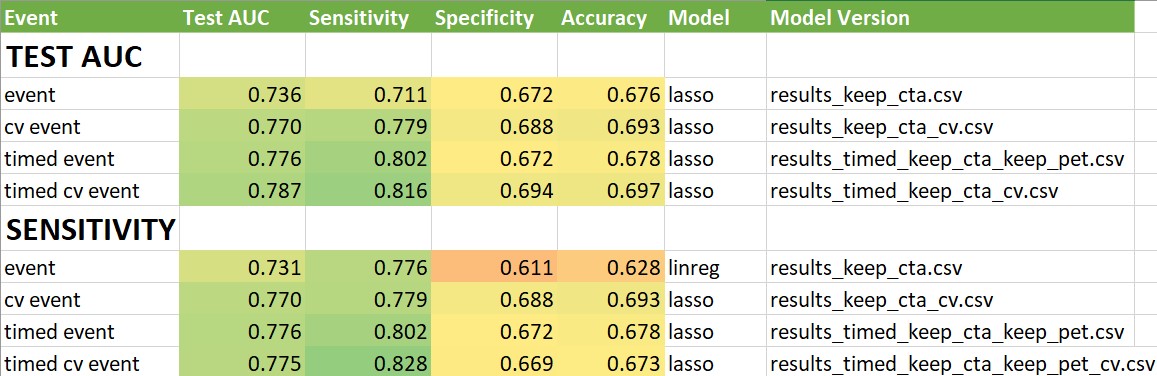 Event Test AUC Sensitivity Specificity Accuracy Model Model Version
TEST AUC
event 0.736 0.711 0.672 0.676 lasso results_keep_cta.csv
cv event 0.770 0.779 0.688 0.693 lasso results_keep_cta_cv.csv
timed event 0.776 0.802 0.672 0.678 lasso results_timed_keep_cta_keep_pet.csv
timed cv event 0.787 0.816 0.694 0.697 lasso results_timed_keep_cta_cv.csv
SENSITIVITY
event 0.731 0.776 0.611 0.628 linreg results_keep_cta.csv
cv event 0.770 0.779 0.688 0.693 lasso results_keep_cta_cv.csv
timed event 0.776 0.802 0.672 0.678 lasso results_timed_keep_cta_keep_pet.csv
timed cv event 0.775 0.828 0.669 0.673 lasso results_timed_keep_cta_keep_pet_cv.csv